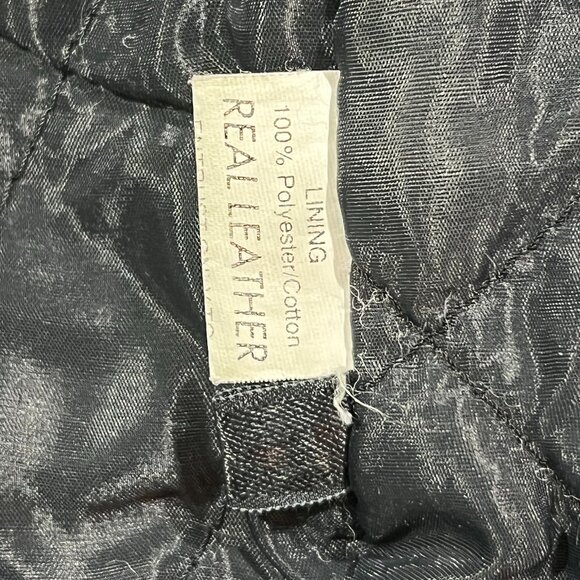 LINING
100% Polyester/Cotton
REAL LEATHER